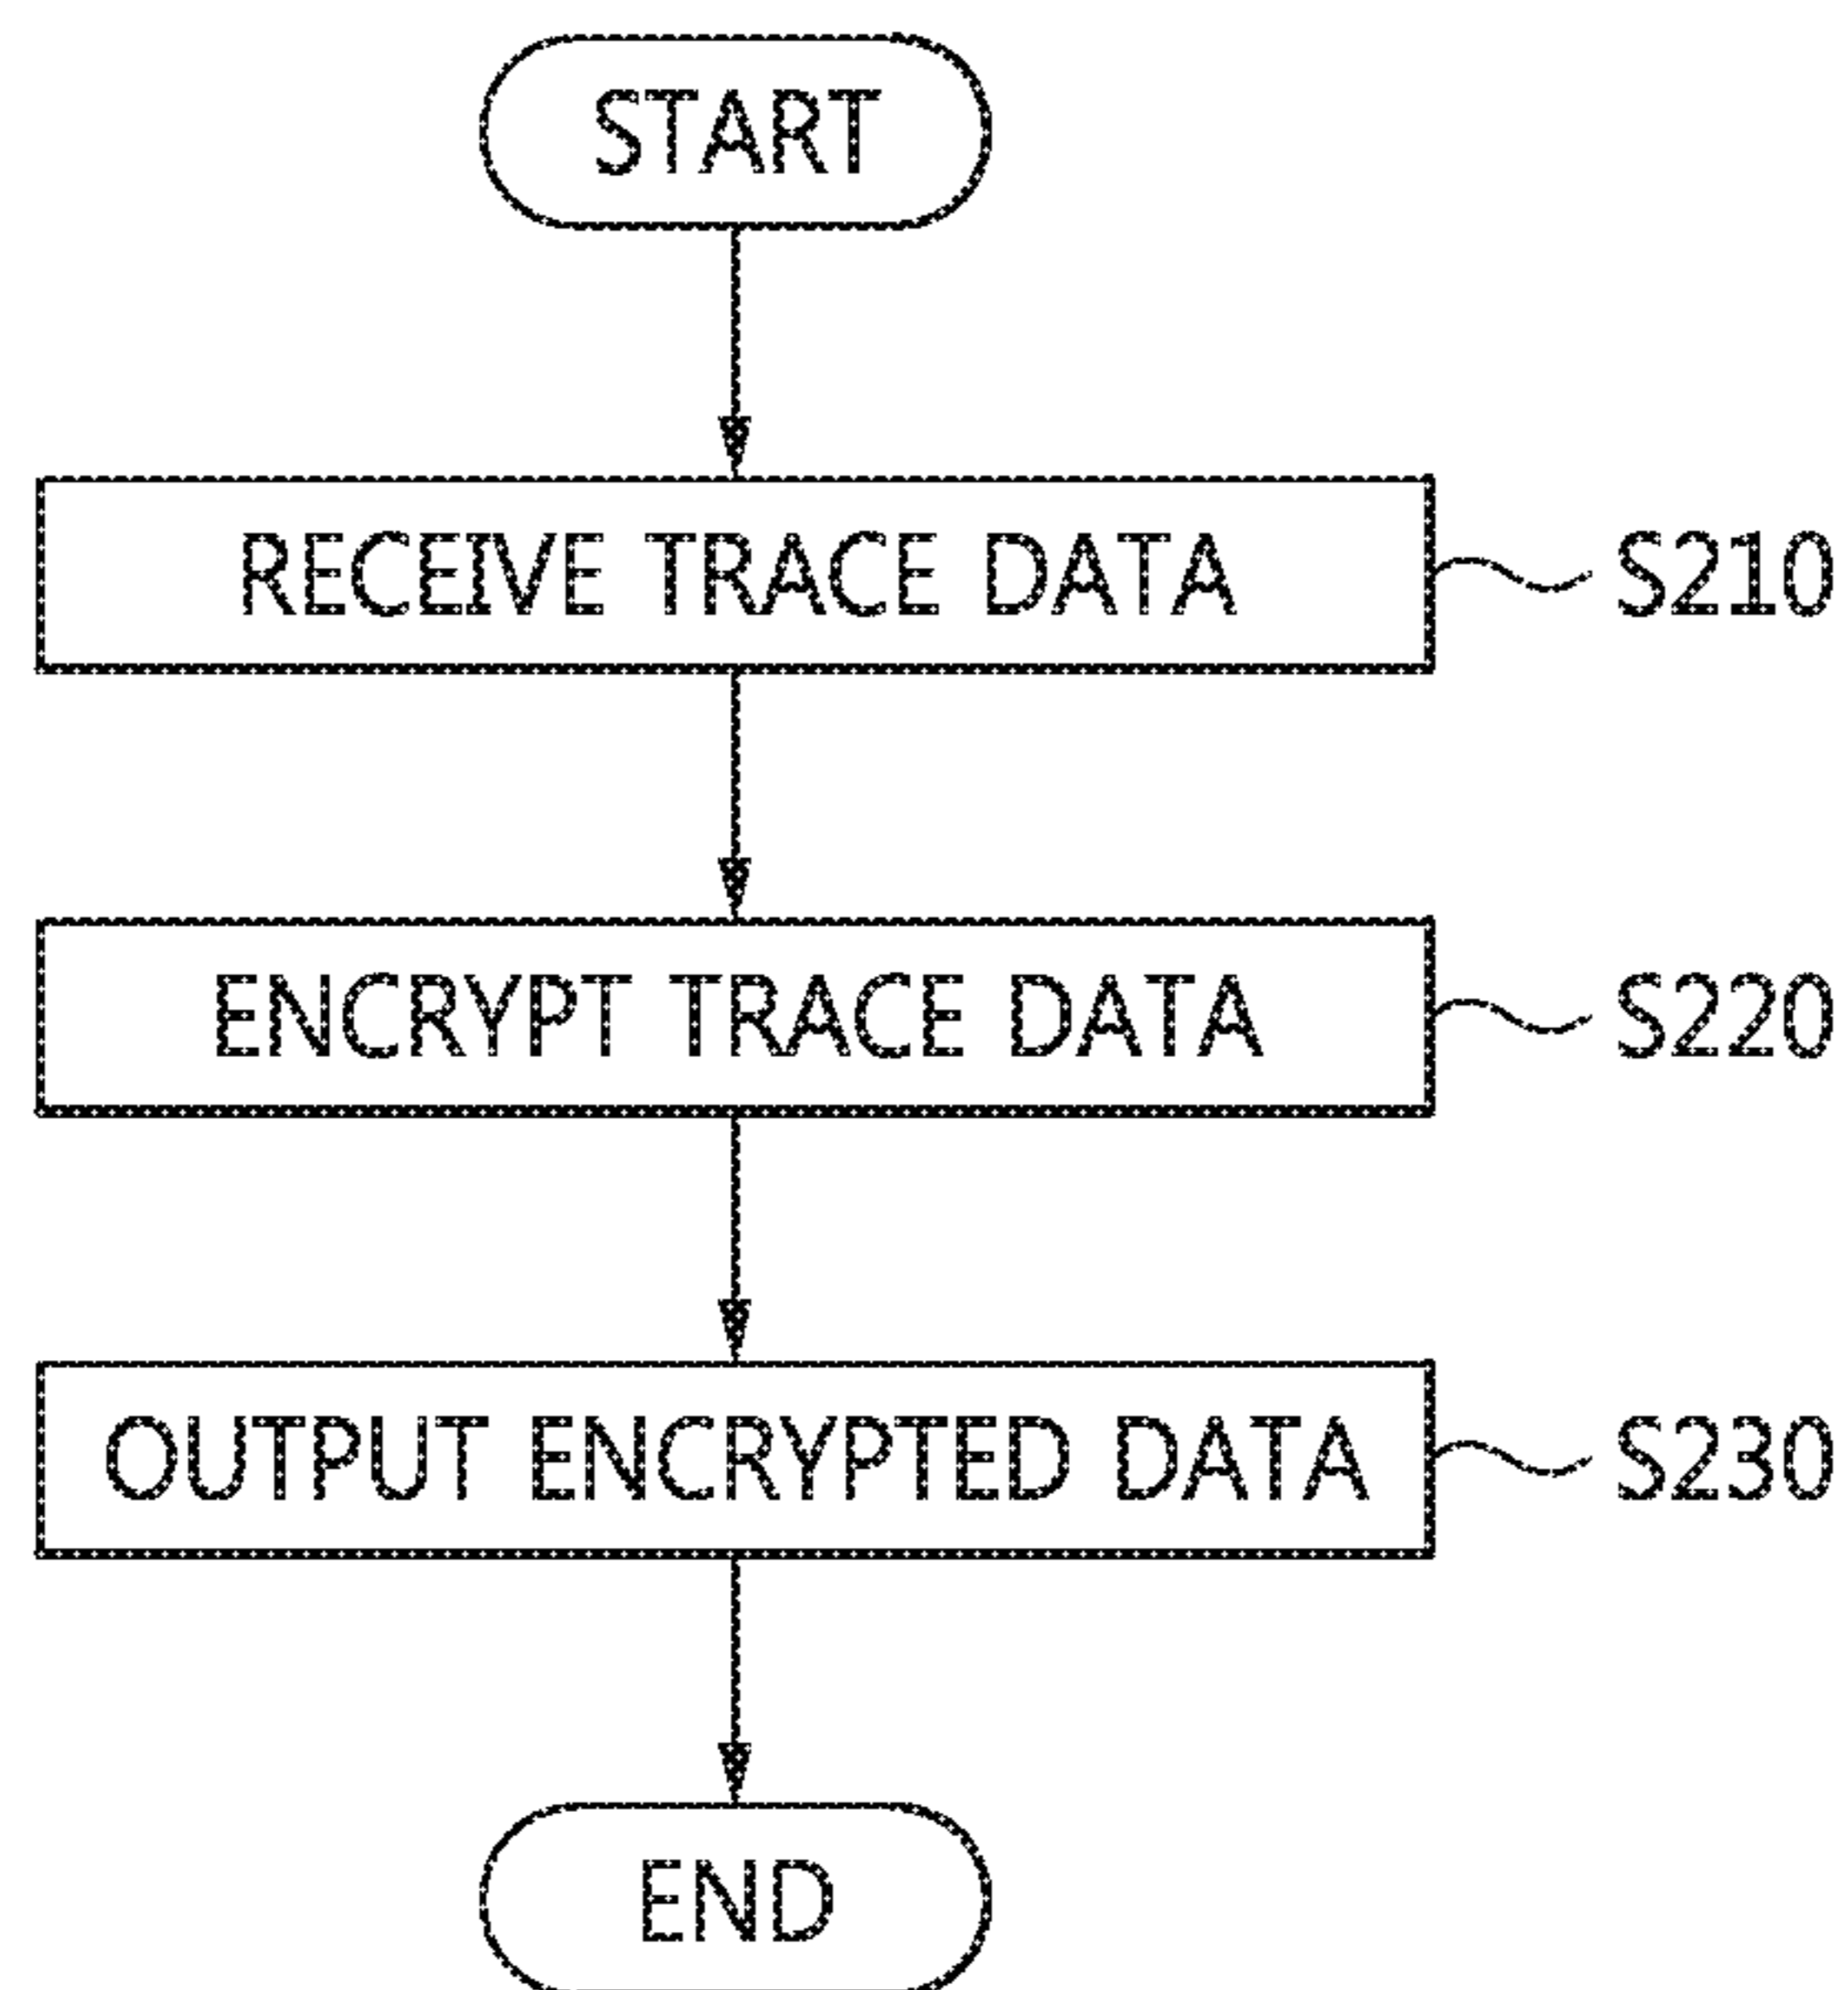 START
RECEIVE TRACE DATA S210
ENCRYPT TRACE DATA S220
OUTPUT ENCRYPTED DATA S230
END